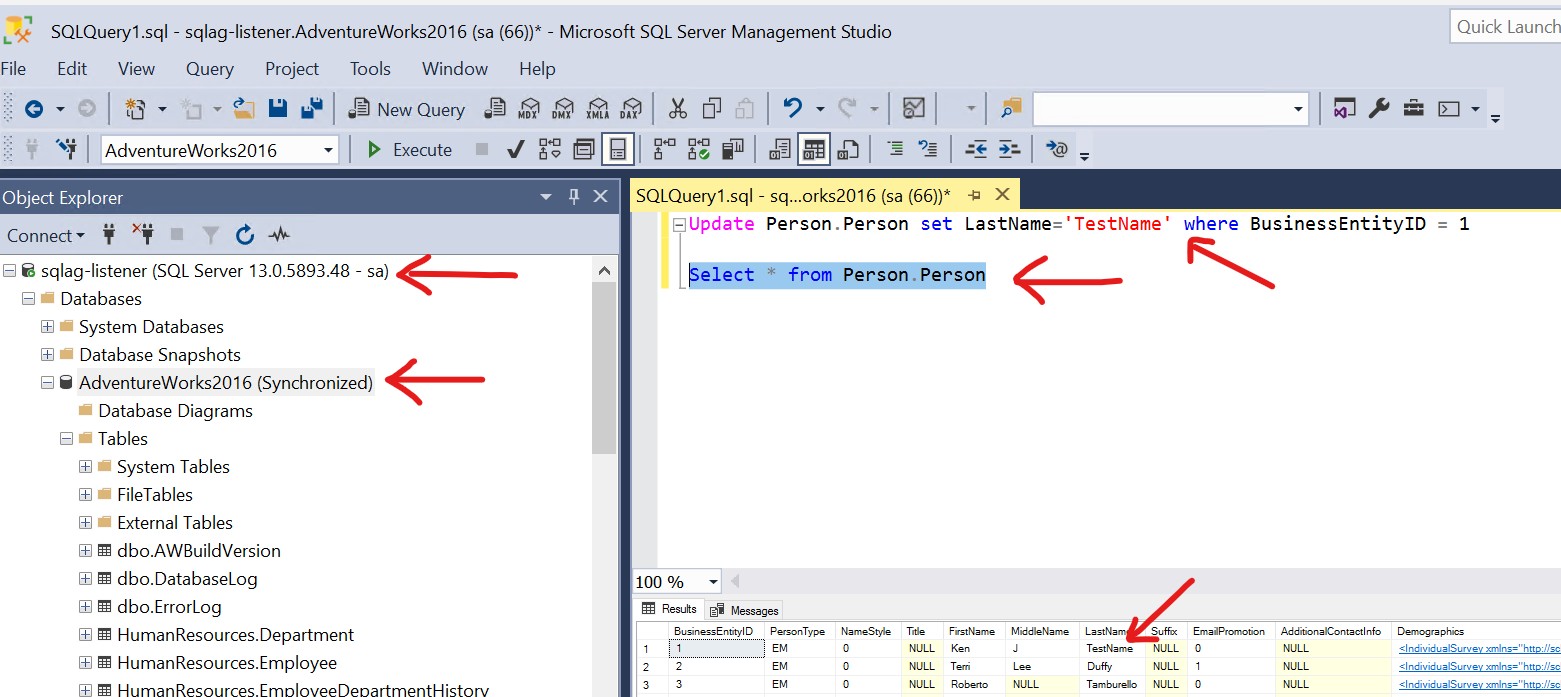 SQLQuery1.sql - sqlag-listener.AdventureWorks2016 (sa (66))* - Microsoft SQL Server Management Studio
Quick Launch
File Edit View Query Project Tools Window Help
New Query MDX DMX XMLA DAX
AdventureWorks2016 Execute
Object Explorer
SQLQuery1.sql - sq...orks2016 (sa (66))*
Connect
Update Person.Person set LastName='TestName' where BusinessEntityID = 1
Select * from Person.Person
sqlag-listener (SQL Server 13.0.5893.48 - sa)
Databases
System Databases
Database Snapshots
AdventureWorks2016 (Synchronized)
Database Diagrams
Tables
System Tables
FileTables
External Tables
dbo.AWBuildVersion
dbo.DatabaseLog
dbo.ErrorLog
HumanResources.Department
HumanResources.Employee
HumanResources.EmployeeDepartmentHistory
100 %
Results Messages
BusinessEntityID PersonType NameStyle Title FirstName MiddleName LastName Suffix EmailPromotion AdditionalContactInfo Demographics
1 1 EM 0 NULL Ken J TestName NULL 0 NULL <IndividualSurvey xmlns="http://sc
2 2 EM 0 NULL Terri Lee Duffy NULL 1 NULL <IndividualSurvey xmlns="http://sc
3 3 EM 0 NULL Roberto NULL Tamburello NULL 0 NULL <IndividualSurvey xmlns="http://sc